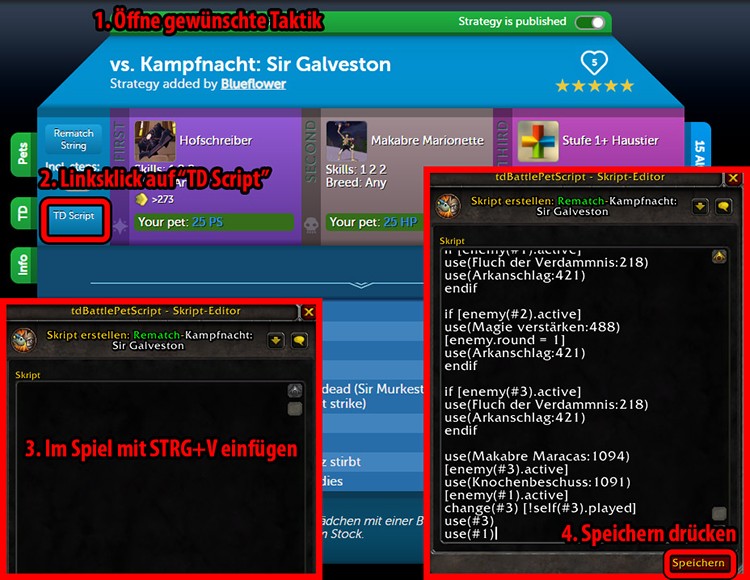 1. Öffne gewünschte Taktik
Strategy is published
vs. Kampfnacht: Sir Galveston
Strategy added by Blueflower
5
Pets
TD
Info
Rematch
String
FIRST
Hofschreiber
SECOND
Makabre Marionette
THIRD
Stufe 1+ Haustier
Skills: 1 2 2
Breed: Any
>273
Your pet: 25 PS
Your pet: 25 HP
2. Linksklick auf "TD Script"
TD Script
tdBattlePetScript - Skript-Editor
Skript erstellen: Rematch-Kampfnacht:
Sir Galveston
Skript
if [enemy(#1).active]
use(Fluch der Verdammnis:218)
use(Arkanschlag:421)
endif
if [enemy(#2).active]
use(Magie verstärken:488)
[enemy.round = 1]
use(Arkanschlag:421)
endif
if [enemy(#3).active]
use(Fluch der Verdammnis:218)
use(Arkanschlag:421)
endif
use(Makabre Maracas:1094)
[enemy(#3).active]
use(Knochenbeschuss:1091)
[enemy(#1).active]
change(#3) [!self(#3).played]
use(#3)
use(#1)
4. Speichern drücken
Speichern
tdBattlePetScript - Skript-Editor
Skript erstellen: Rematch-Kampfnacht:
Sir Galveston
Skript
3. Im Spiel mit STRG+V einfügen
dead (Sir Murkest
t strike)
z stirbt
dies
ädchen mit einer B
m Stock.